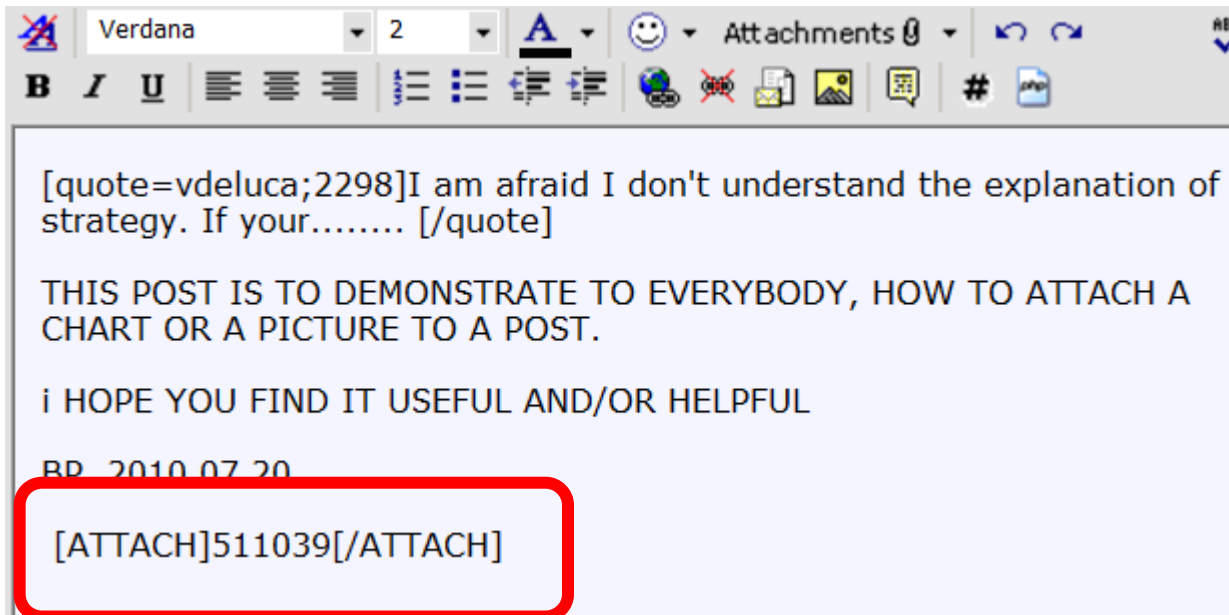 Verdana 2 A Attachments
B I U # php
[quote=vdeluca;2298]I am afraid I don't understand the explanation of
strategy. If your........ [/quote]
THIS POST IS TO DEMONSTRATE TO EVERYBODY, HOW TO ATTACH A
CHART OR A PICTURE TO A POST.
i HOPE YOU FIND IT USEFUL AND/OR HELPFUL
BP 2010 07 20
[ATTACH]511039[/ATTACH]